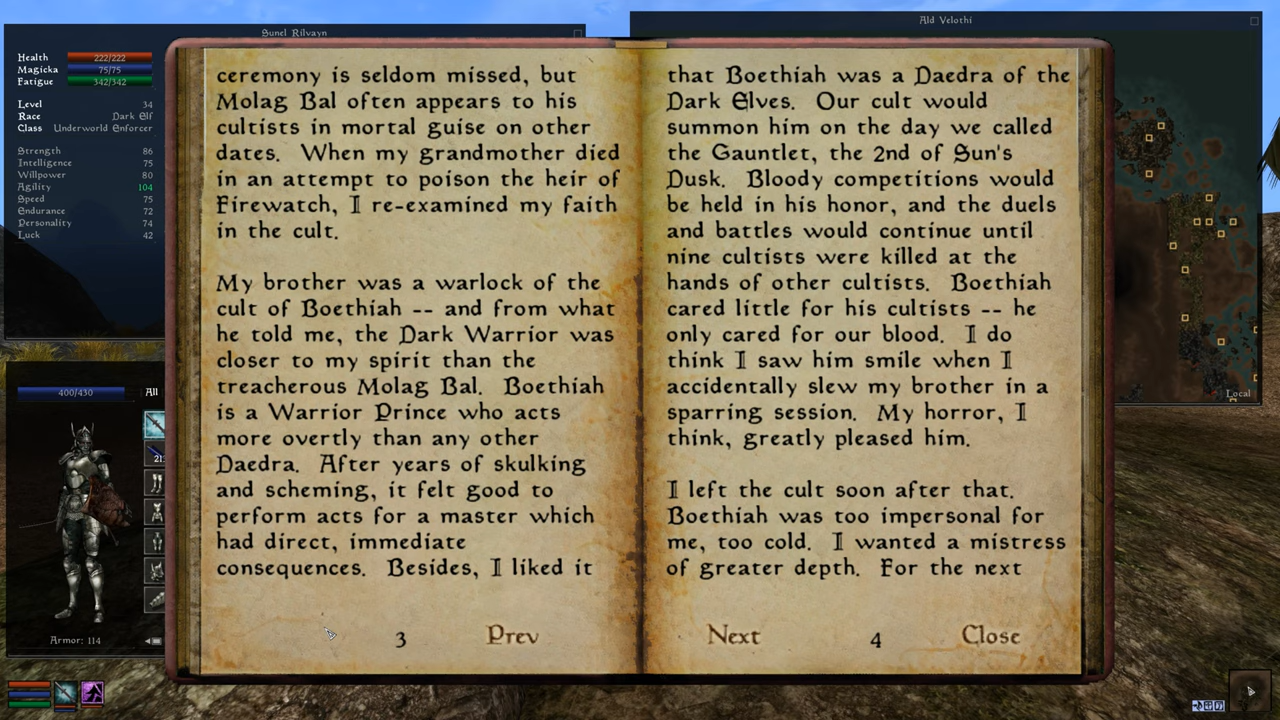 Sunel Rilvayn
Health 222/222
Magicka 75/75
Fatigue 342/342
Level 34
Race Dark Elf
Class Underworld Enforcer
Strength 86
Intelligence 75
Willpower 80
Agility 104
Speed 75
Endurance 72
Personality 74
Luck 42
400/430
All
21
Armor: 114
ceremony is seldom missed, but
Molag Bal often appears to his
cultists in mortal guise on other
dates. When my grandmother died
in an attempt to poison the heir of
Firewatch, I re-examined my faith
in the cult.
My brother was a warlock of the
cult of Boethiah -- and from what
he told me, the Dark Warrior was
closer to my spirit than the
treacherous Molag Bal. Boethiah
is a Warrior Prince who acts
more overtly than any other
Daedra. After years of skulking
and scheming, it felt good to
perform acts for a master which
had direct, immediate
consequences. Besides, I liked it
3
Prev
that Boethiah was a Daedra of the
Dark Elves. Our cult would
summon him on the day we called
the Gauntlet, the 2nd of Sun's
Dusk. Bloody competitions would
be held in his honor, and the duels
and battles would continue until
nine cultists were killed at the
hands of other cultists. Boethiah
cared little for his cultists -- he
only cared for our blood. I do
think I saw him smile when I
accidentally slew my brother in a
sparring session. My horror, I
think, greatly pleased him.
I left the cult soon after that.
Boethiah was too impersonal for
me, too cold. I wanted a mistress
of greater depth. For the next
Next
4
Close
Ald Velothi
Local